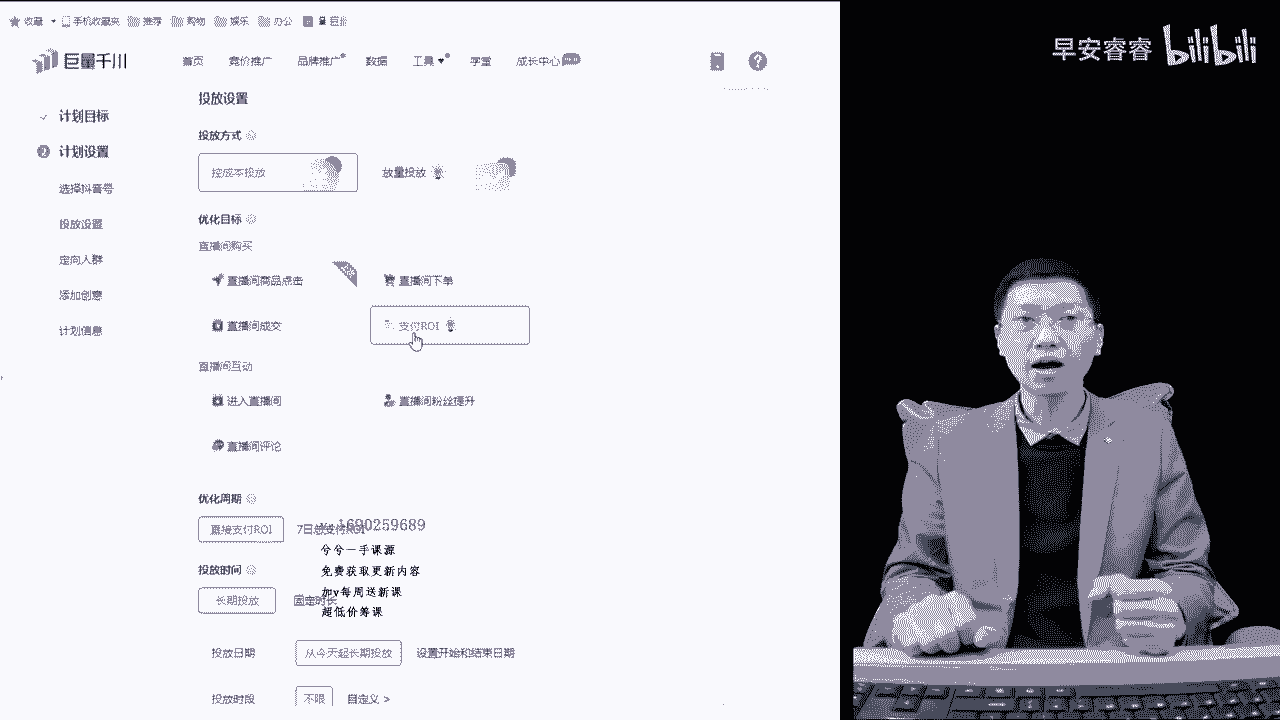 收藏 手机收藏夹 推荐 购物 娱乐 办公
早安睿睿 bilibili
巨量千川 首页 竞价推广 品牌推广 数据 工具 学堂 成长中心
投放设置
计划目标
投放方式
2 计划设置
控成本投放 放量投放
选择抖音号
优化目标
投放设置
直播间购买
定向人群
直播间商品点击 直播间下单
添加创意
直播间成交 支付ROI
计划信息
直播间互动
进入直播间 直播间粉丝提升
直播间评论
优化周期
直接支付ROI 7日总支付ROI
1690259689
兮兮一手课源
投放时间
免费获取更新内容
加v每周送新课
长期投放 固定时长
超低价筹课
投放日期 从今天起长期投放 设置开始和结束日期
投放时段 不限 自定义 >